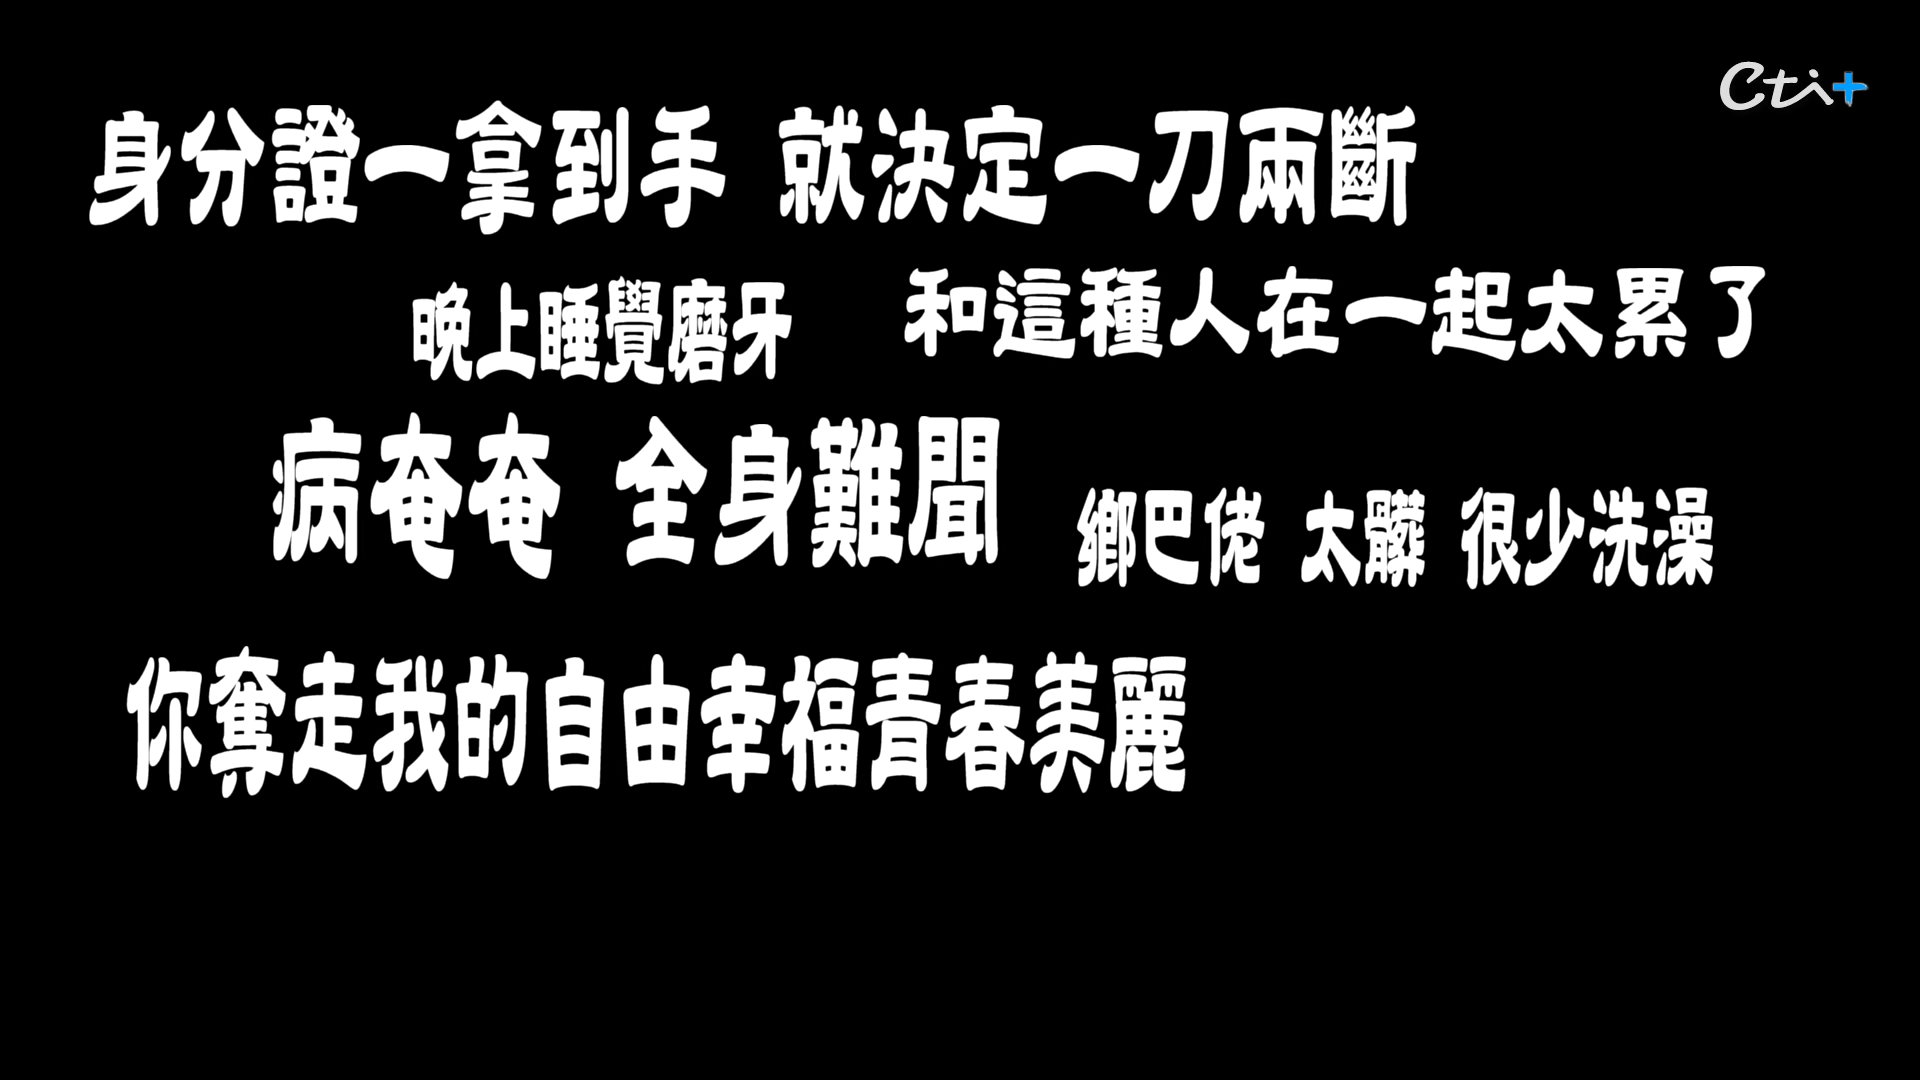 Cti+
身分證一拿到手 就決定一刀兩斷
晚上睡覺磨牙
和這種人在一起太累了
病奄奄 全身難聞
鄉巴佬 太髒 很少洗澡
你奪走我的自由幸福青春美麗